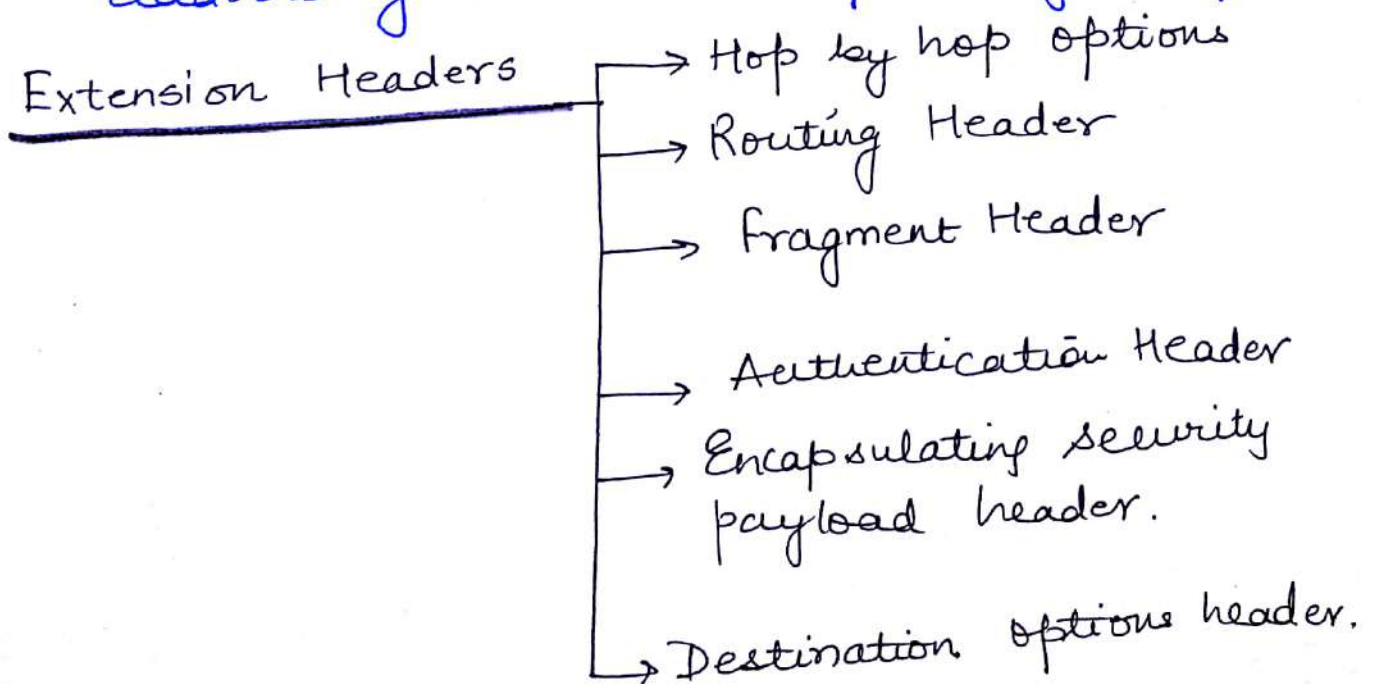 Extension Headers
Hop by hop options
Routing Header
Fragment Header
Authentication Header
Encapsulating security
payload header.
Destination options header.